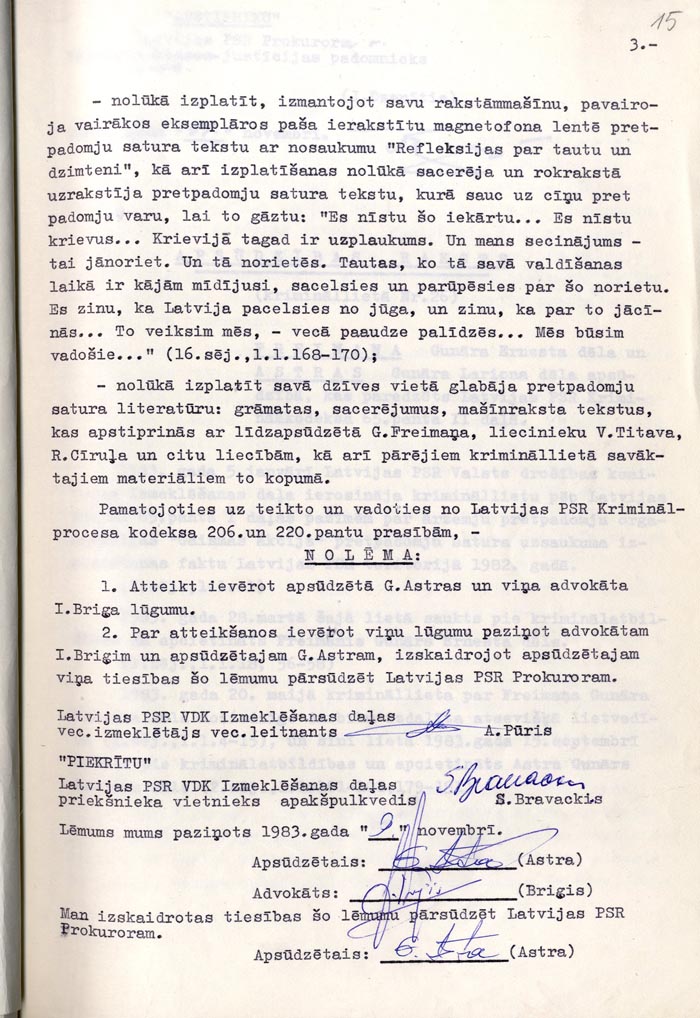 15
3.-
- nolūkā izplatīt, izmantojot savu rakstāmmašīnu, pavairo-
ja vairākos eksemplāros paša ierakstītu magnetofona lentē pret-
padomju satura tekstu ar nosaukumu "Refleksijas par tautu un
dzimteni", kā arī izplatīšanas nolūkā sacerēja un rokrakstā
uzrakstīja pretpadomju satura tekstu, kurā sauc uz cīņu pret
padomju varu, lai to gāztu: "Es nīstu šo iekārtu... Es nīstu
krievus... Krievijā tagad ir uzplaukums. Un mans secinājums -
tai jānoriet. Un tā norietēs. Tautas, ko tā savā valdīšanas
laikā ir kājām mīdījusi, sacelsies un parūpēsies par šo norietu.
Es zinu, ka Latvija pacelsies no jūga, un zinu, ka par to jācī-
nās... To veiksim mēs, - vecā paaudze palīdzēs... Mēs būsim
vadošie..." (16.sēj.,l.l.168-170);
- nolūkā izplatīt savā dzīves vietā glabāja pretpadomju
satura literatūru: grāmatas, sacerējumus, mašīnraksta tekstus,
kas apstiprinās ar līdzapsūdzētā G.Freimaņa, liecinieku V.Titava,
R.Cīruļa un citu liecībām, kā arī pārējiem krimināllietā savāk-
tajiem materiāliem to kopumā.
Pamatojoties uz teikto un vadoties no Latvijas PSR Kriminäl-
procesa kodeksa 206.un 220.pantu prasībām, -
N O L Ē M A:
1. Atteikt ievērot apsūdzētā G.Astras un viņa advokāta
I.Briga lūgumu.
2. Par atteikšanos ievērot viņu lūgumu paziņot advokātam
I.Brigim un apsūdzētajam G.Astram, izskaidrojot apsūdzētajam
viņa tiesības šo lēmumu pārsūdzēt Latvijas PSR Prokuroram.
Latvijas PSR VDK Izmeklēšanas daļas
vec.izmeklētājs vec.leitnants A.Pūris
"PIEKRĪTU"
Latvijas PSR VDK Izmeklēšanas daļas S.Bravackis
priekšnieka vietnieks apakšpulkvedis S.Bravackis
Lēmums mums paziņots 1983.gada "9." novembrī.
Apsūdzētais: G. Astra (Astra)
Advokāts: (Briģis)
Man izskaidrotas tiesības šo lēmumu pārsūdzēt Latvijas PSR
Prokuroram.
Apsūdzētais: G. Astra (Astra)